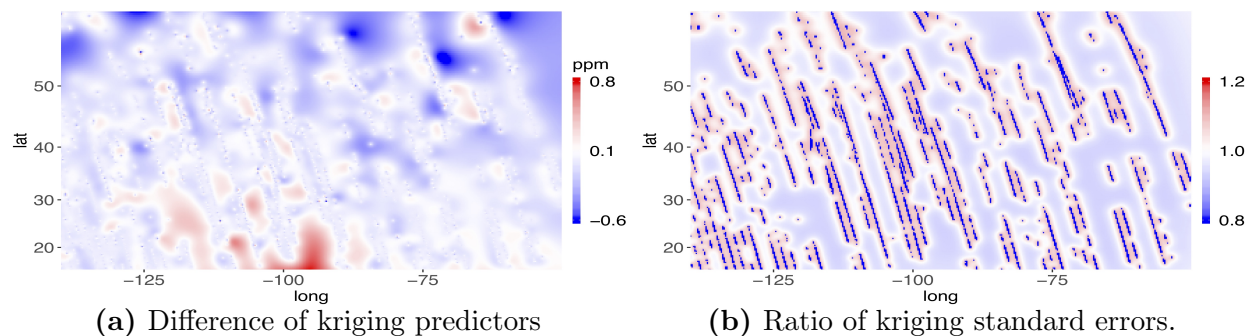 ppm
0.8
0.1
−0.6
50
40
30
20
lat
−125
−100
−75
long
(a) Difference of kriging predictors
1.2
1.0
0.8
50
40
30
20
lat
−125
−100
−75
long
(b) Ratio of kriging standard errors.